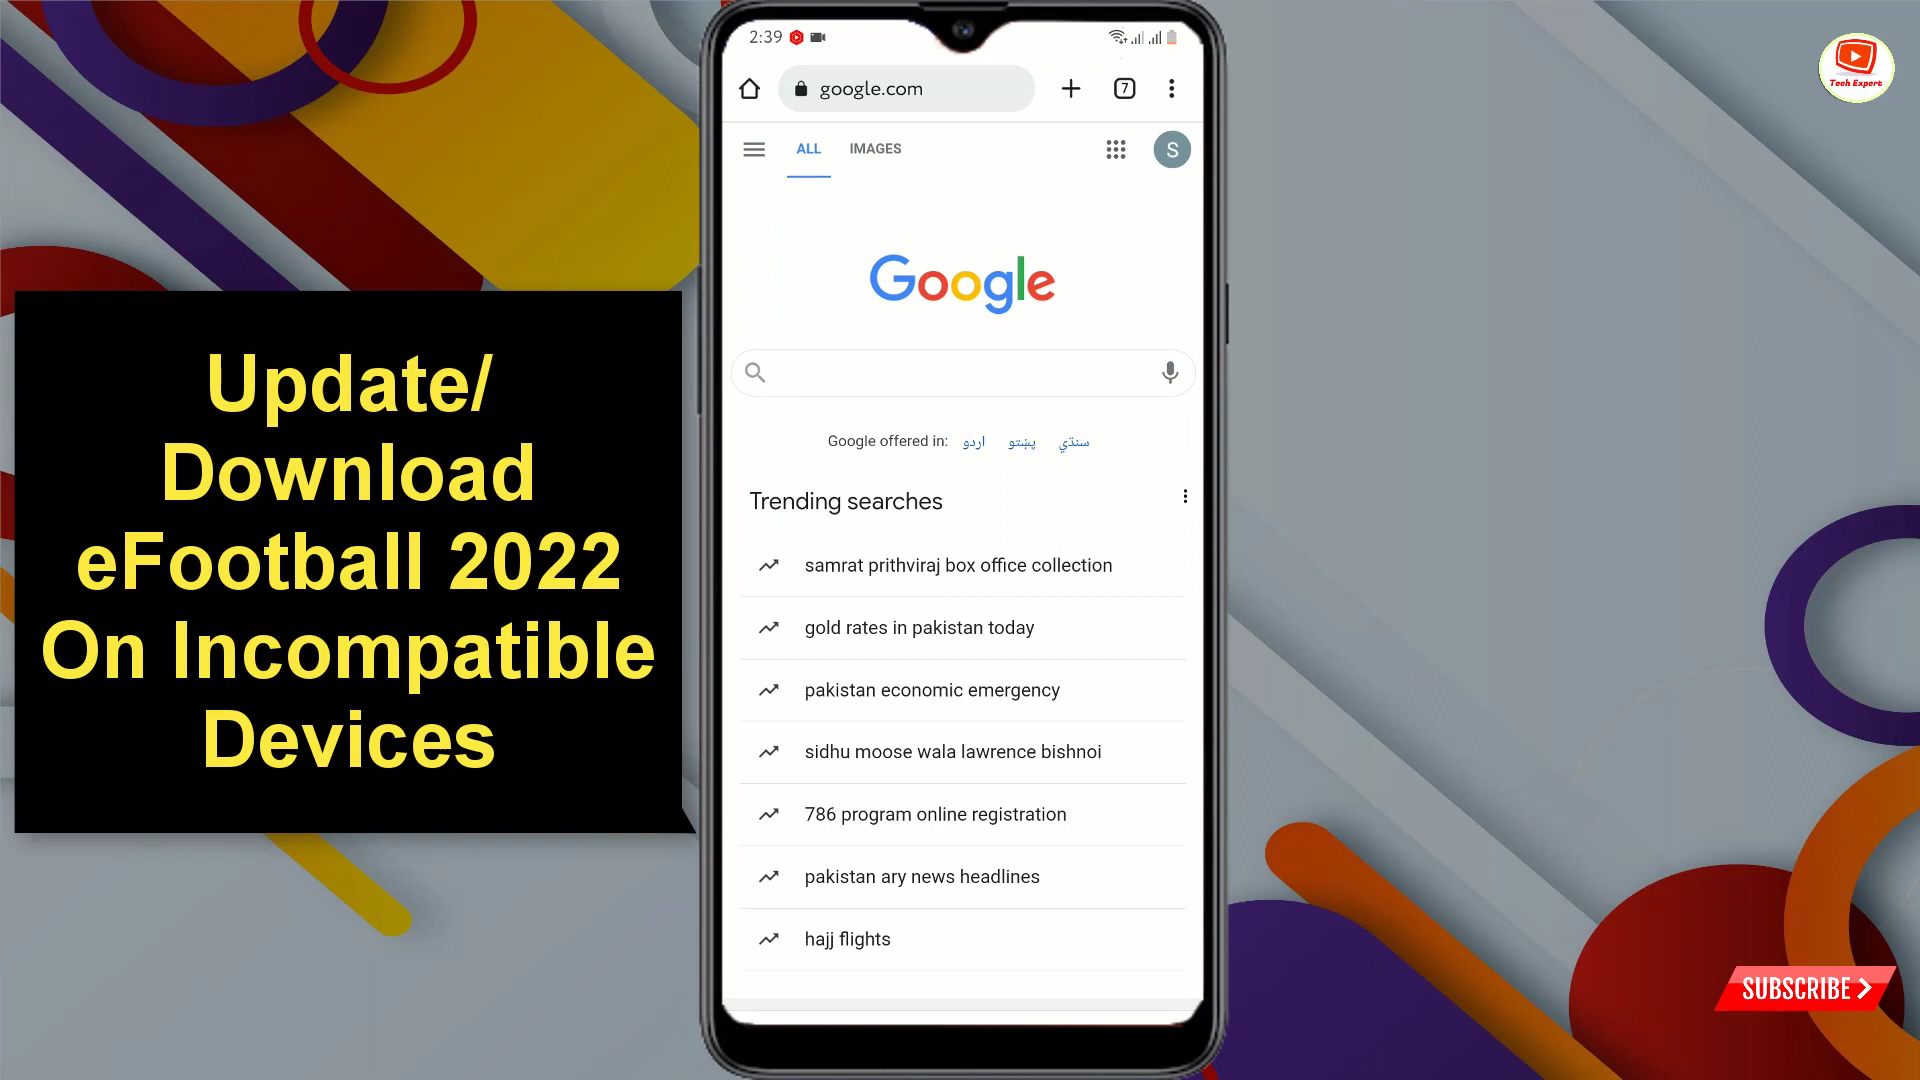 Update/
Download
eFootball 2022
On Incompatible
Devices
2:39
google.com
7
ALL
IMAGES
S
Google
Google offered in: اردو پښتو سنڌي
Trending searches
samrat prithviraj box office collection
gold rates in pakistan today
pakistan economic emergency
sidhu moose wala lawrence bishnoi
786 program online registration
pakistan ary news headlines
hajj flights
Tech Expert
SUBSCRIBE